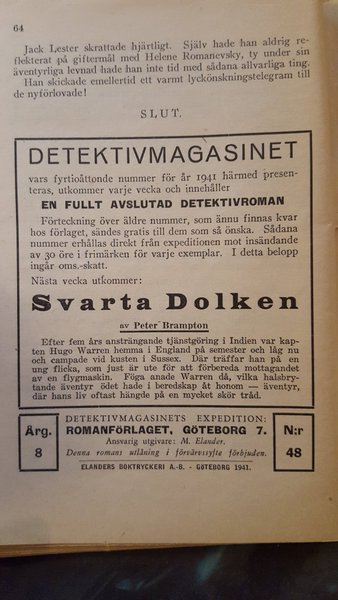 64
Jack Lester skrattade hjärtligt. Själv hade han aldrig re-
flekterat på giftermål med Helene Romanevsky, ty under sin
äventyrliga levnad hade han inte tid med sådana allvarliga ting.
Han skickade emellertid ett varmt lyckönskningstelegram till
de nyförlovade!
SLUT.
DETEKTIVMAGASINET
vars fyrtioåttonde nummer för år 1941 härmed presen-
teras, utkommer varje vecka och innehåller
EN FULLT AVSLUTAD DETEKTIVROMAN
Förteckning över äldre nummer, som ännu finnas kvar
hos förlaget, sändes gratis till dem som så önska. Sådana
nummer erhållas direkt från expeditionen mot insändande
av 30 öre i frimärken för varje exemplar. I detta belopp
ingår oms.-skatt.
Nästa vecka utkommer:
Svarta Dolken
av Peter Brampton
Efter fem års ansträngande tjänstgöring i Indien var kap-
ten Hugo Warren hemma i England på semester och låg nu
och campade vid kusten i Sussex. Där träffar han på en
ung flicka, som just är ute för att förbereda mottagandet
av en flygmaskin. Föga anade Warren då, vilka halsbry-
tande äventyr ödet hade i beredskap åt honom — äventyr,
där hans liv oftast hängde på en mycket skör tråd.
Årg.
8
DETEKTIVMAGASINETS EXPEDITION:
ROMANFÖRLAGET, GÖTEBORG 7.
Ansvarig utgivare: M. Elander.
Denna romans utlåning i förvärvssyfte förbjuden.
ELANDERS BOKTRYCKERI A.-B. - GÖTEBORG 1941.
N:r
48